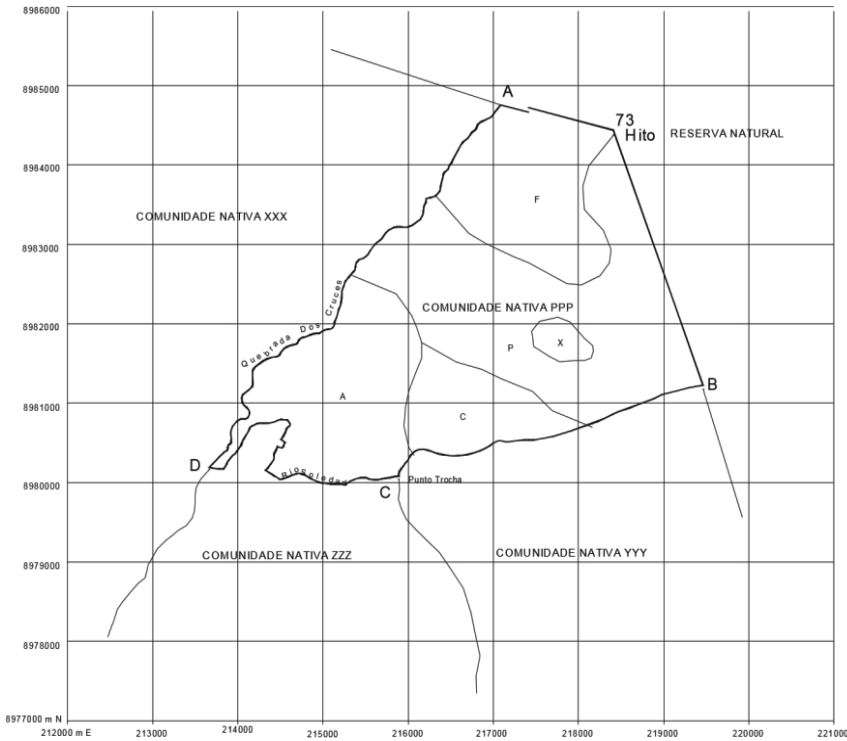 8986000
8985000
A
73
Hito RESERVA NATURAL
8984000
F
COMUNIDADE NATIVA XXX
8983000
Quebrada Dos Cruces
COMUNIDADE NATIVA PPP
8982000
P
X
B
A
8981000
C
D
RioSoledad
8980000
C
Punto Trocha
COMUNIDADE NATIVA ZZZ
COMUNIDADE NATIVA YYY
8979000
8978000
8977000 m N
212000 m E 213000 214000 215000 216000 217000 218000 219000 220000 221000